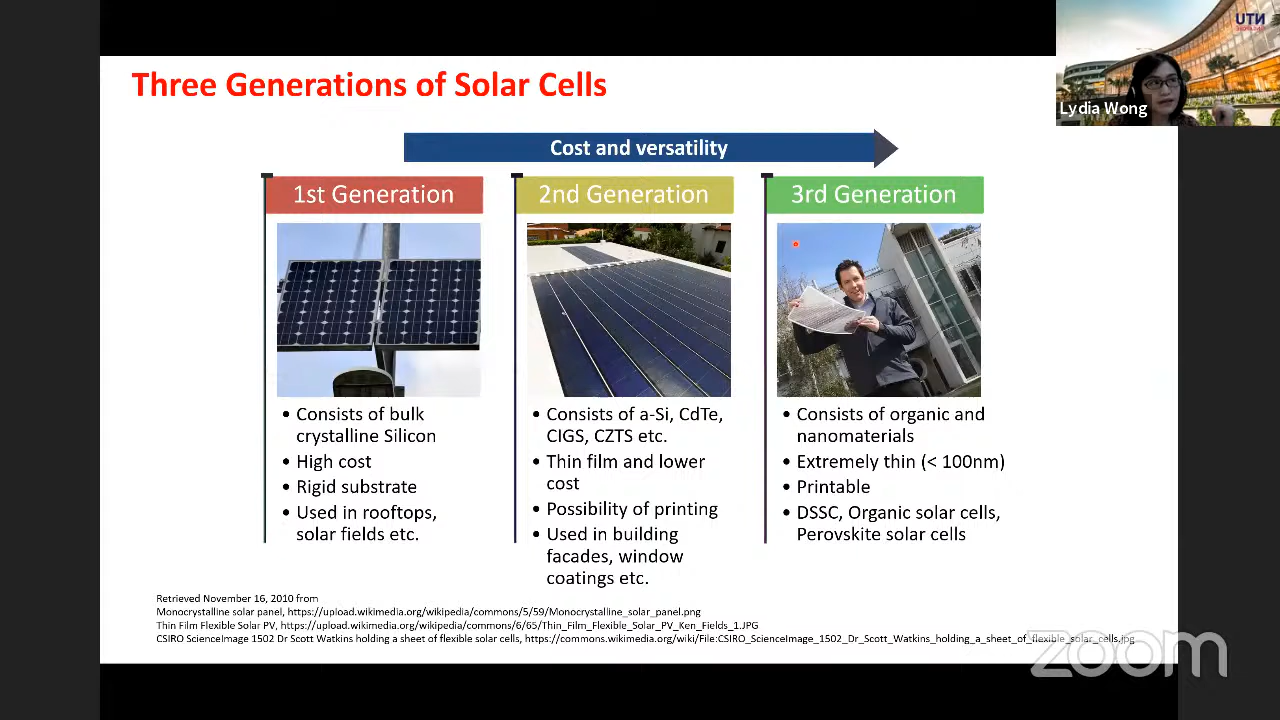 Three Generations of Solar Cells
NTU
Lydia Wong
Cost and versatility
1st Generation
• Consists of bulk
crystalline Silicon
• High cost
• Rigid substrate
• Used in rooftops,
solar fields etc.
2nd Generation
• Consists of a-Si, CdTe,
CIGS, CZTS etc.
• Thin film and lower
cost
• Possibility of printing
• Used in building
facades, window
coatings etc.
3rd Generation
• Consists of organic and
nanomaterials
• Extremely thin (< 100nm)
• Printable
• DSSC, Organic solar cells,
Perovskite solar cells
Retrieved November 16, 2010 from
Monocrystalline solar panel, https://upload.wikimedia.org/wikipedia/commons/5/59/Monocrystalline_solar_panel.png
Thin Film Flexible Solar PV, https://upload.wikimedia.org/wikipedia/commons/6/65/Thin_Film_Flexible_Solar_PV_Ken_Fields_1.JPG
CSIRO ScienceImage 1502 Dr Scott Watkins holding a sheet of flexible solar cells, https://commons.wikimedia.org/wiki/File:CSIRO_ScienceImage_1502_Dr_Scott_Watkins_holding_a_sheet_of_flexible_solar_cells.jpg
zoom